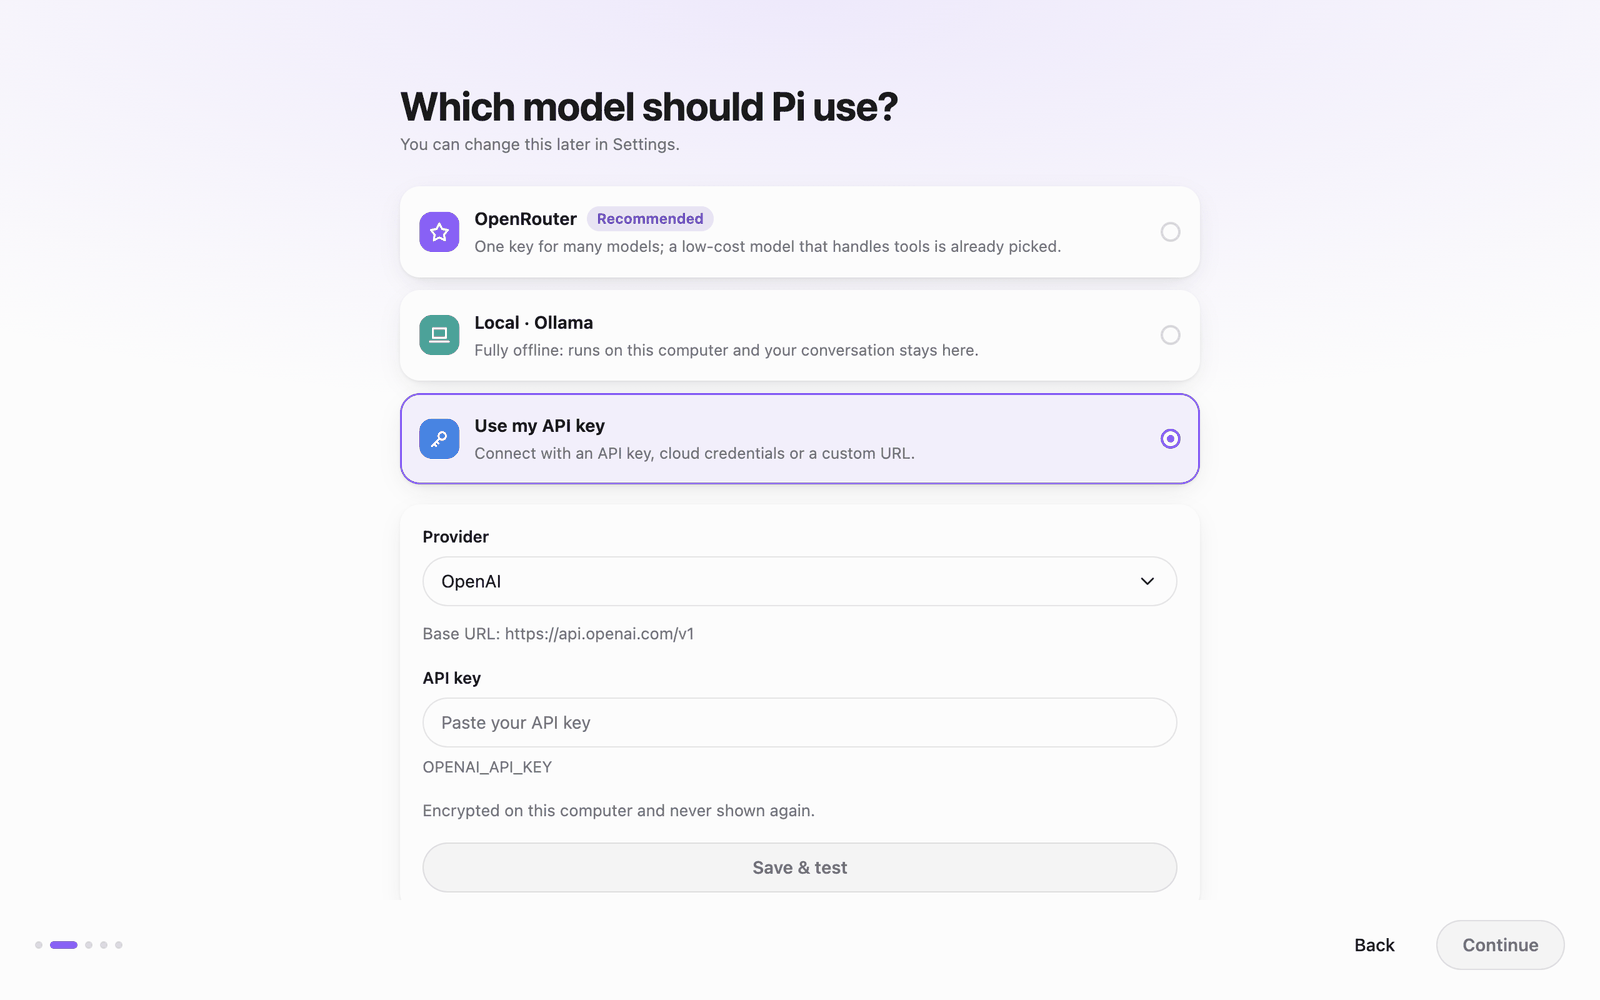 Which model should Pi use?
You can change this later in Settings.
OpenRouter Recommended
One key for many models; a low-cost model that handles tools is already picked.
Local · Ollama
Fully offline: runs on this computer and your conversation stays here.
Use my API key
Connect with an API key, cloud credentials or a custom URL.
Provider
OpenAI
Base URL: https://api.openai.com/v1
API key
Paste your API key
OPENAI_API_KEY
Encrypted on this computer and never shown again.
Save & test
Back
Continue